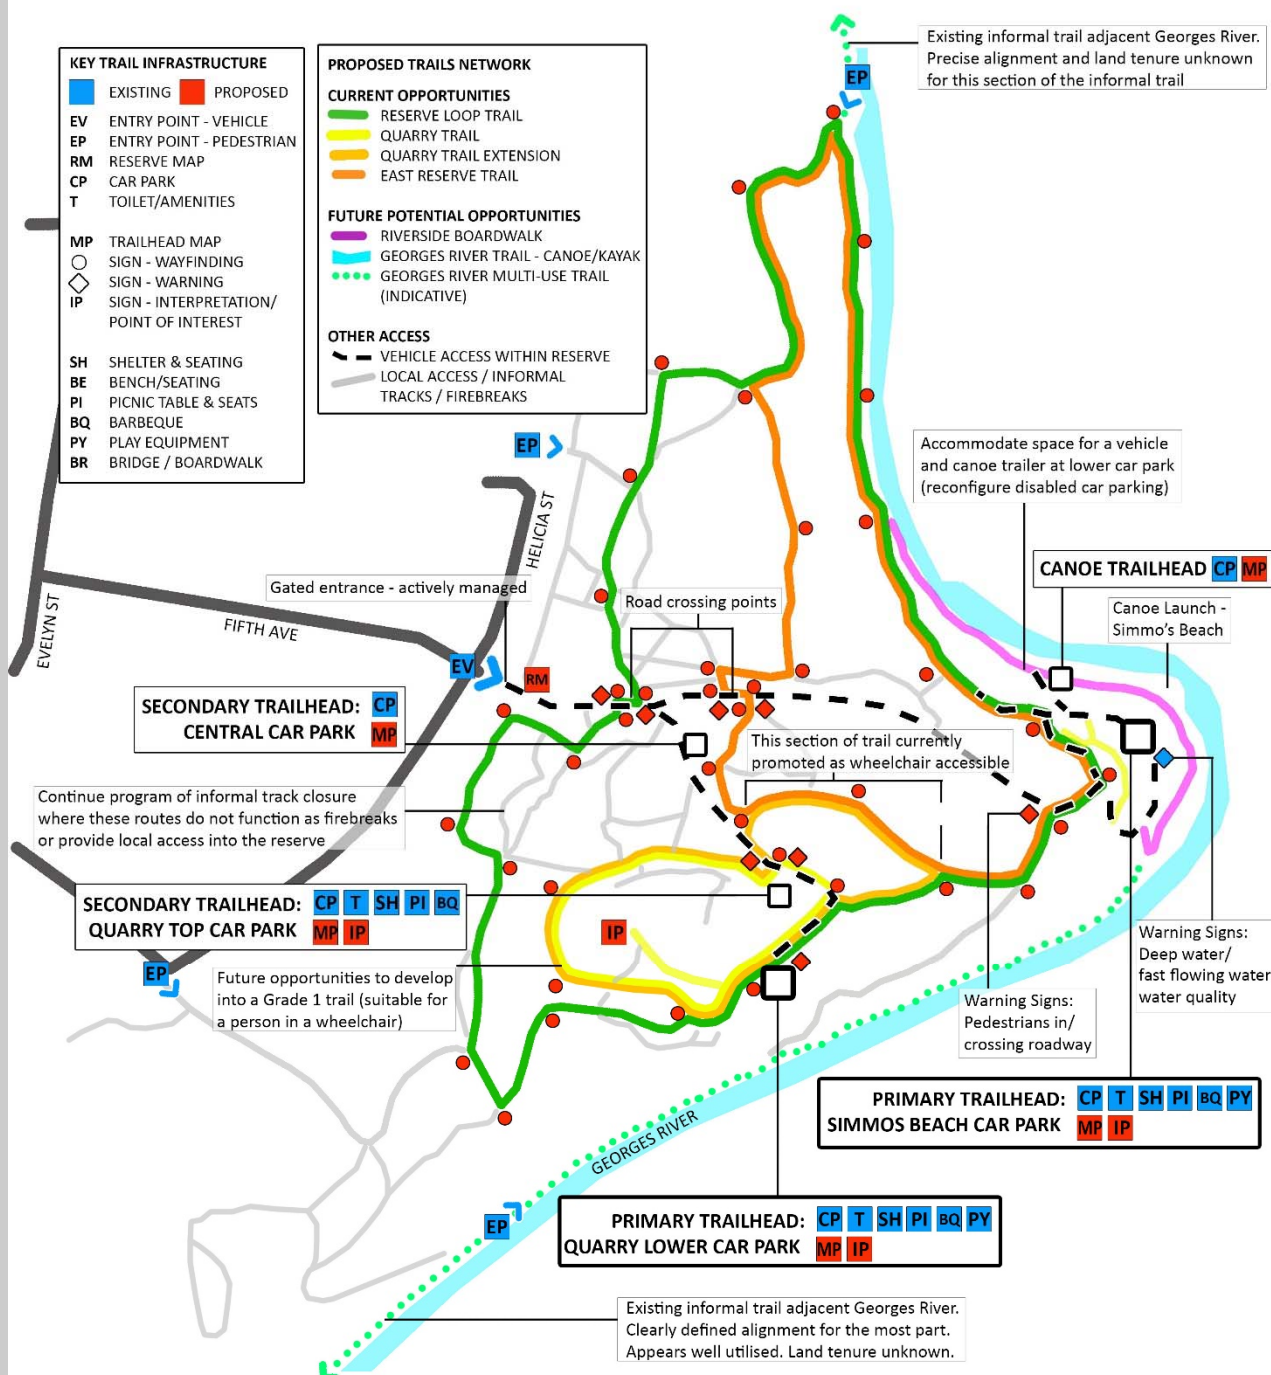 KEY TRAIL INFRASTRUCTURE
EXISTING PROPOSED
EV ENTRY POINT - VEHICLE
EP ENTRY POINT - PEDESTRIAN
RM RESERVE MAP
CP CAR PARK
T TOILET/AMENITIES
MP TRAILHEAD MAP
SIGN - WAYFINDING
SIGN - WARNING
IP SIGN - INTERPRETATION/
POINT OF INTEREST
SH SHELTER & SEATING
BE BENCH/SEATING
PI PICNIC TABLE & SEATS
BQ BARBEQUE
PY PLAY EQUIPMENT
BR BRIDGE / BOARDWALK
PROPOSED TRAILS NETWORK
CURRENT OPPORTUNITIES
RESERVE LOOP TRAIL
QUARRY TRAIL
QUARRY TRAIL EXTENSION
EAST RESERVE TRAIL
FUTURE POTENTIAL OPPORTUNITIES
RIVERSIDE BOARDWALK
GEORGES RIVER TRAIL - CANOE/KAYAK
GEORGES RIVER MULTI-USE TRAIL
(INDICATIVE)
OTHER ACCESS
VEHICLE ACCESS WITHIN RESERVE
LOCAL ACCESS / INFORMAL
TRACKS / FIREBREAKS
Existing informal trail adjacent Georges River.
Precise alignment and land tenure unknown
for this section of the informal trail
EP
EP
Accommodate space for a vehicle
and canoe trailer at lower car park
(reconfigure disabled car parking)
CANOE TRAILHEAD CP MP
Canoe Launch -
Simmo's Beach
HELICIA ST
Gated entrance - actively managed
Road crossing points
EVELYN ST
FIFTH AVE
EV
RM
SECONDARY TRAILHEAD: CP
CENTRAL CAR PARK MP
This section of trail currently
promoted as wheelchair accessible
Continue program of informal track closure
where these routes do not function as firebreaks
or provide local access into the reserve
SECONDARY TRAILHEAD: CP T SH PI BQ
QUARRY TOP CAR PARK MP IP
IP
EP
Future opportunities to develop
into a Grade 1 trail (suitable for
a person in a wheelchair)
Warning Signs:
Deep water/
fast flowing water
water quality
Warning Signs:
Pedestrians in/
crossing roadway
PRIMARY TRAILHEAD: CP T SH PI BQ PY
SIMMOS BEACH CAR PARK MP IP
GEORGES RIVER
EP
PRIMARY TRAILHEAD: CP T SH PI BQ PY
QUARRY LOWER CAR PARK MP IP
Existing informal trail adjacent Georges River.
Clearly defined alignment for the most part.
Appears well utilised. Land tenure unknown.